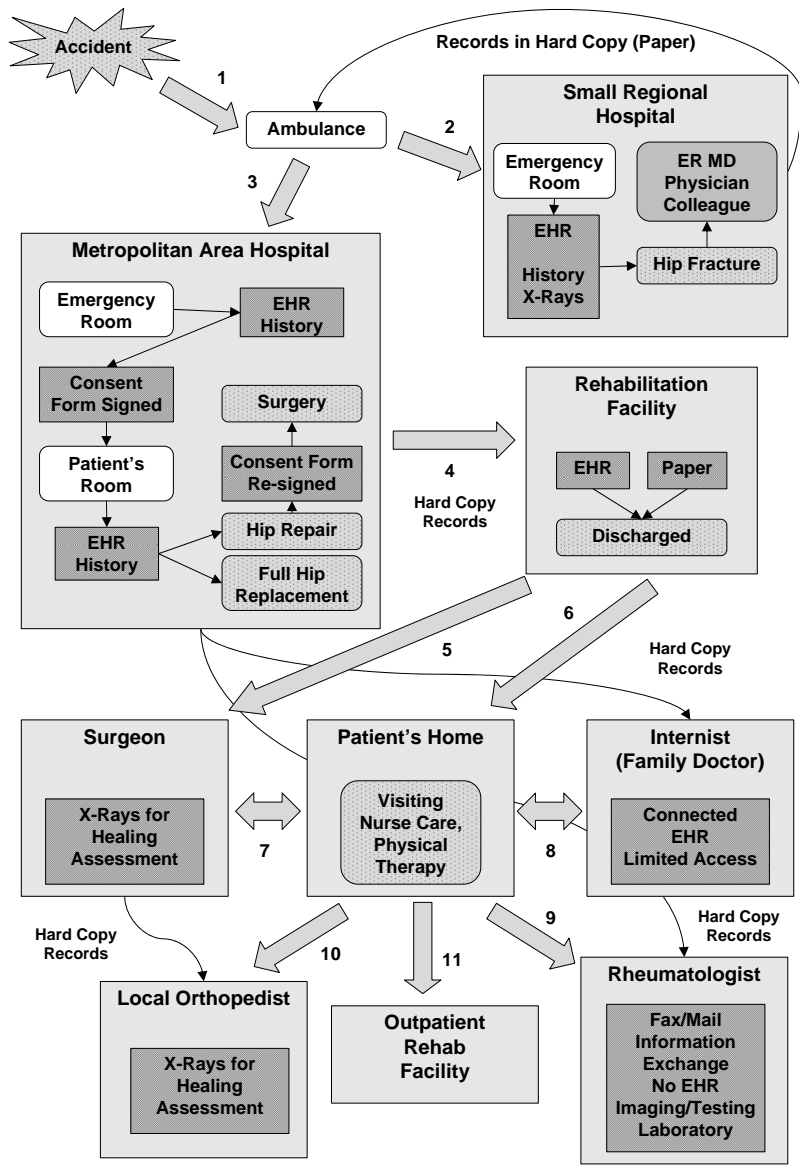 Accident
1
Records in Hard Copy (Paper)
Ambulance
2
3
Small Regional
Hospital
Emergency
Room
ER MD
Physician
Colleague
EHR
History
X-Rays
Hip Fracture
Metropolitan Area Hospital
Emergency
Room
EHR
History
Consent
Form Signed
Surgery
Patient's
Room
Consent Form
Re-signed
EHR
History
Hip Repair
Full Hip
Replacement
4
Hard Copy
Records
Rehabilitation
Facility
EHR
Paper
Discharged
5
6
Hard Copy
Records
Surgeon
X-Rays for
Healing
Assessment
7
Patient's Home
Visiting
Nurse Care,
Physical
Therapy
8
Internist
(Family Doctor)
Connected
EHR
Limited Access
Hard Copy
Records
10
11
9
Hard Copy
Records
Local Orthopedist
X-Rays for
Healing
Assessment
Outpatient
Rehab
Facility
Rheumatologist
Fax/Mail
Information
Exchange
No EHR
Imaging/Testing
Laboratory